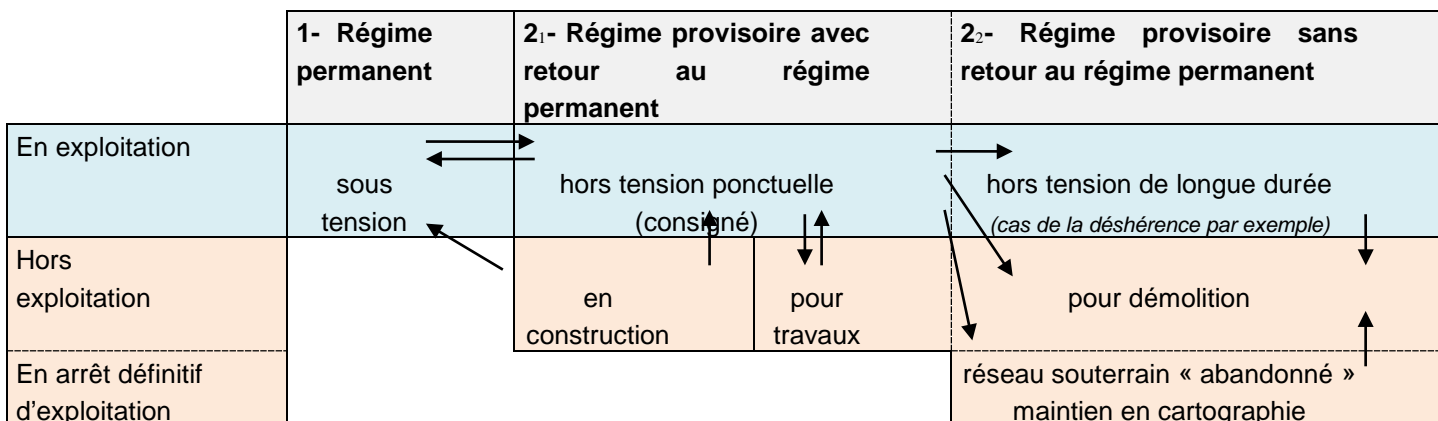 1- Régime
permanent
2₁- Régime provisoire avec
retour au régime
permanent
2₂- Régime provisoire sans
retour au régime permanent
En exploitation
sous
tension
hors tension ponctuelle
(consigné)
hors tension de longue durée
(cas de la déshérence par exemple)
Hors
exploitation
en
construction
pour
travaux
pour démolition
En arrêt définitif
d'exploitation
réseau souterrain « abandonné »
maintien en cartographie